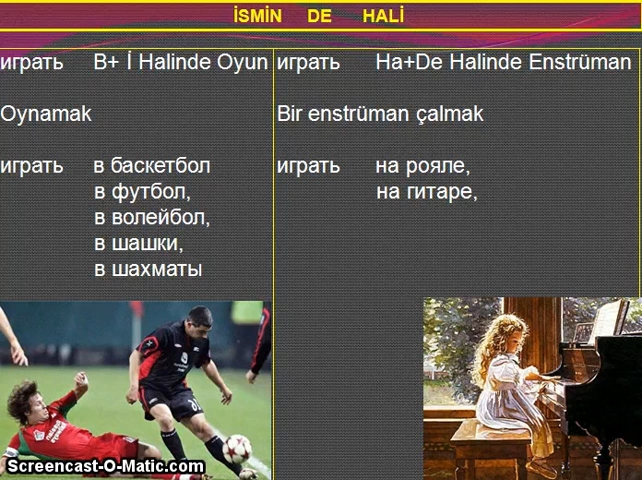 İSMİN DE HALİ
играть В+ İ Halinde Oyun
Oynamak
играть в баскетбол
в футбол,
в волейбол,
в шашки,
в шахматы
играть Ha+De Halinde Enstrüman
Bir enstrüman çalmak
играть на рояле,
на гитаре,
Screencast-O-Matic.com